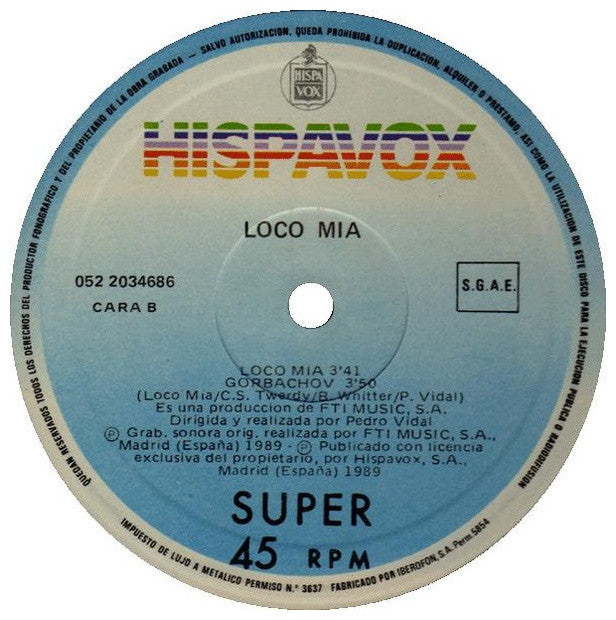 QUEDAN RESERVADOS TODOS LOS DERECHOS DEL PRODUCTOR FONOGRAFICO Y DEL PROPIETARIO DE LA OBRA GRABADA — SALVO AUTORIZACION, QUEDA PROHIBIDA LA DUPLICACION, ALQUILER O PRESTAMO, ASI COMO LA UTILIZACION DE ESTE DISCO PARA LA EJECUCION PUBLICA O RADIODIFUSION
HISPA
VOX
HISPAVOX
LOCO MIA
052 2034686
CARA B
S.G.A.E.
LOCO MIA 3'41
GORBACHOV 3'50
(Loco Mia/C.S. Twerdy/B. Whitter/P. Vidal)
Es una produccion de FTI MUSIC, S.A.
Dirigida y realizada por Pedro Vidal
Ⓟ Grab. sonora orig. realizada por FTI MUSIC, S.A.,
Madrid (España) 1989 - Ⓟ Publicado con licencia
exclusiva del propietario, por Hispavox, S.A.,
Madrid (España) 1989
SUPER
45 RPM
IMPUESTO DE LUJO A METALICO PERMISO N.° 3637 FABRICADO POR IBEROFON, S.A. Perm. 5854